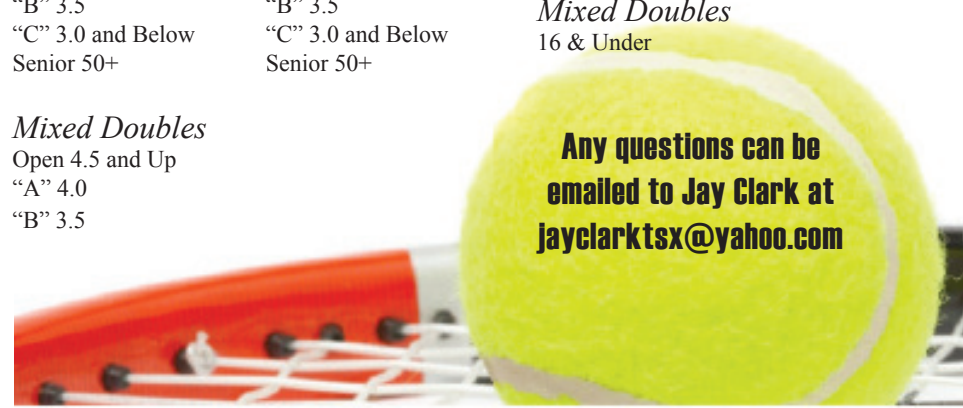 “B” 3.5
“C” 3.0 and Below
Senior 50+
“B” 3.5
“C” 3.0 and Below
Senior 50+
Mixed Doubles
16 & Under
Mixed Doubles
Open 4.5 and Up
“A” 4.0
“B” 3.5
Any questions can be
emailed to Jay Clark at
jayclarktsx@yahoo.com